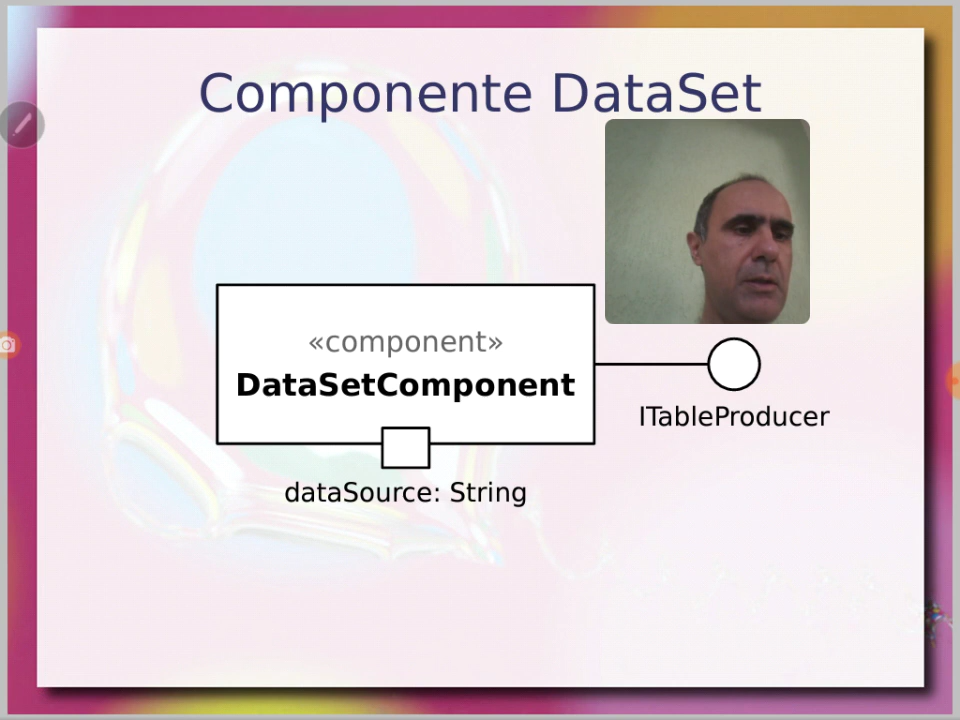 Componente DataSet
«component»
DataSetComponent
ITableProducer
dataSource: String